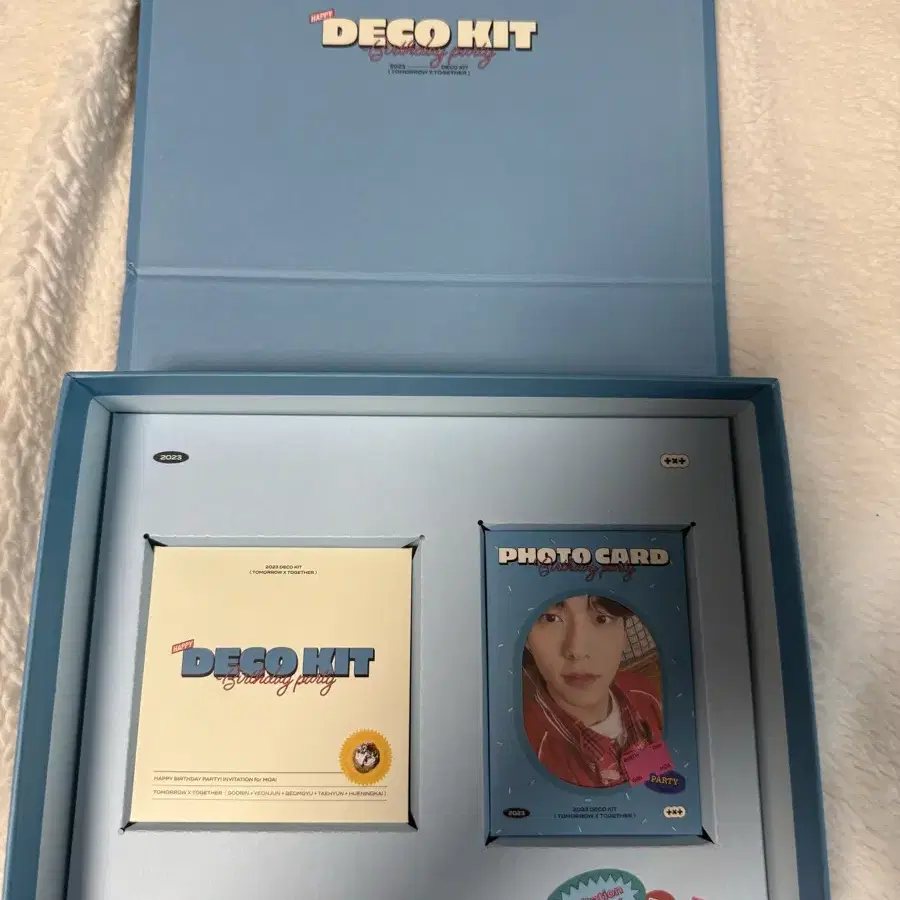 HAPPY
DECO KIT
Birthday party
2023 DECO KIT
( TOMORROW X TOGETHER )
2023
+x+
2023 DECO KIT
( TOMORROW X TOGETHER )
HAPPY
DECO KIT
Birthday party
HAPPY BIRTHDAY PARTY! INVITATION for MOA!
TOMORROW X TOGETHER ( SOOBIN + YEONJUN + BEOMGYU + TAEHYUN + HUENINGKAI )
PHOTO CARD
Birthday party
PARTY
2023
2023 DECO KIT
( TOMORROW X TOGETHER )
+x+